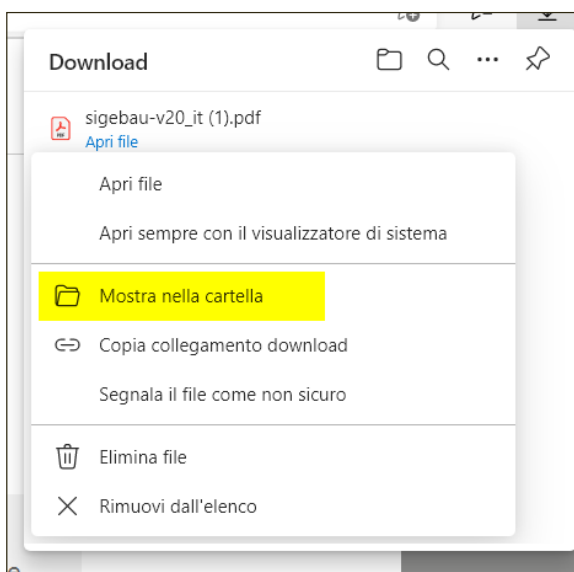 Download
sigebau-v20_it (1).pdf
Apri file
Apri file
Apri sempre con il visualizzatore di sistema
Mostra nella cartella
Copia collegamento download
Segnala il file come non sicuro
Elimina file
Rimuovi dall'elenco